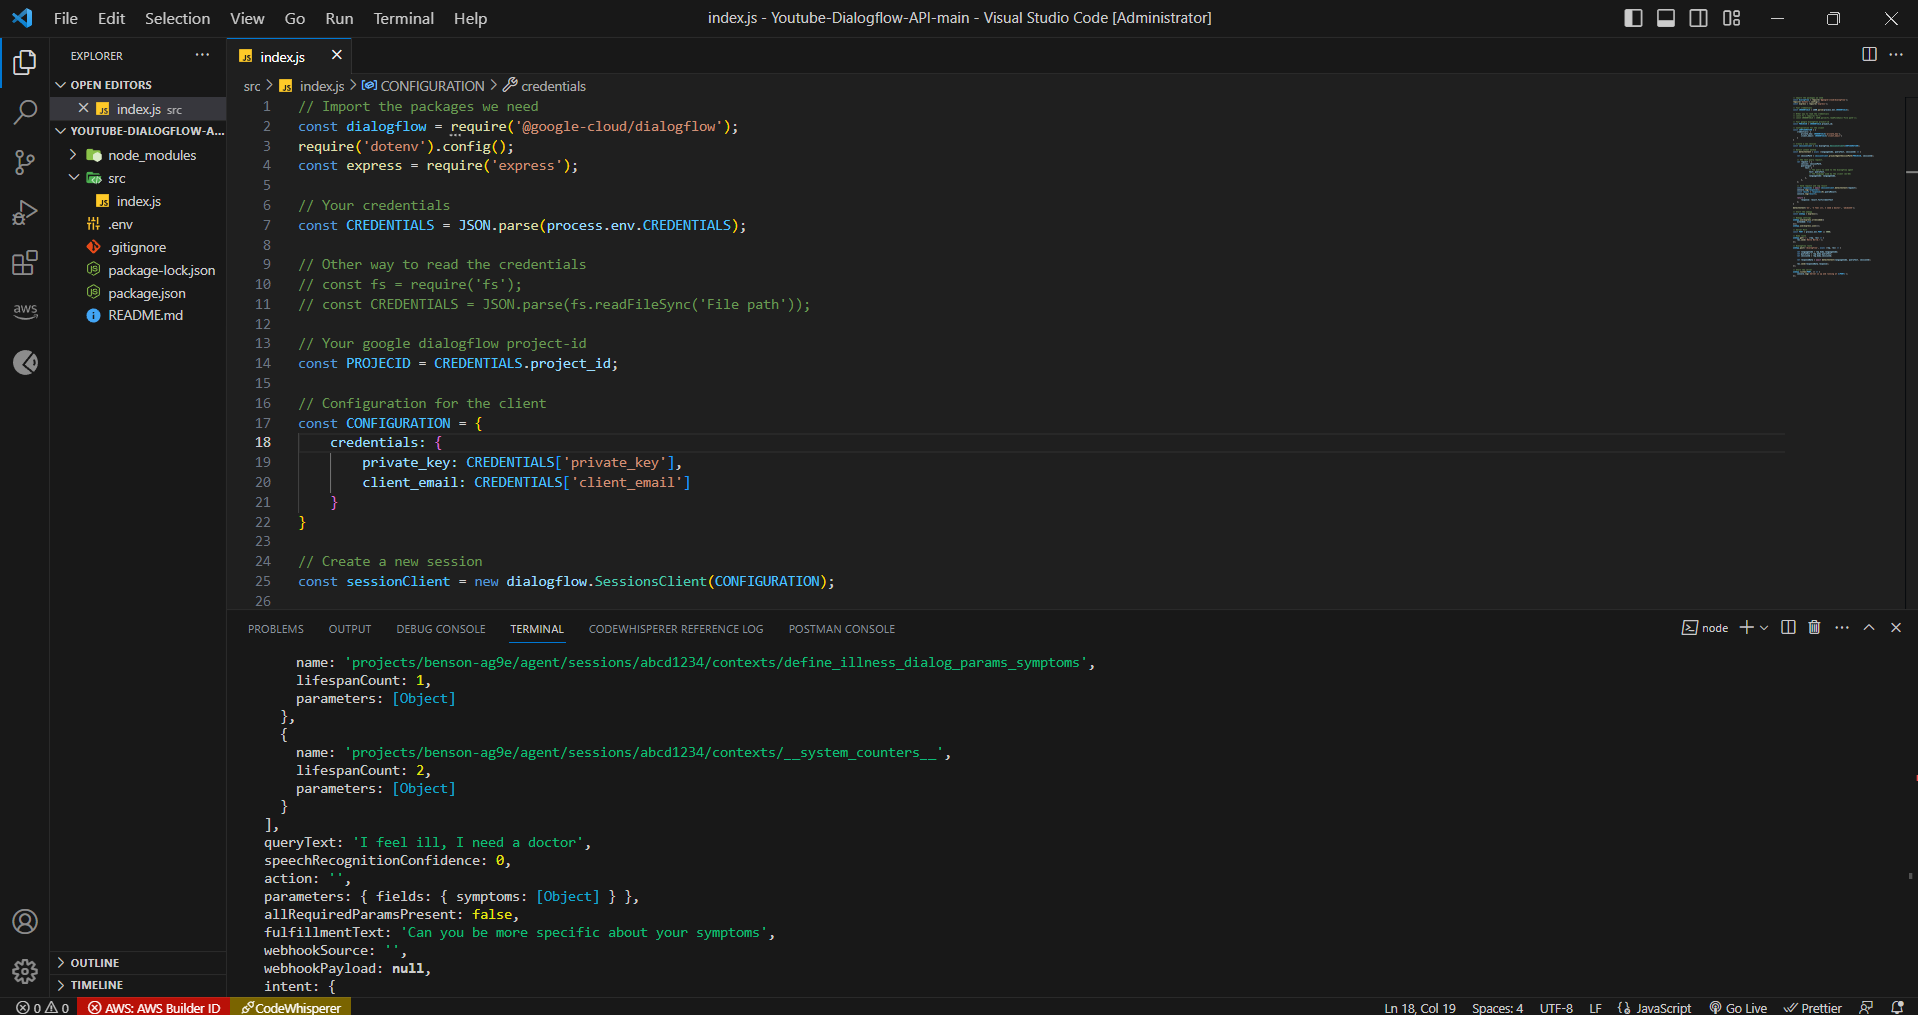 File Edit Selection View Go Run Terminal Help
index.js - Youtube-Dialogflow-API-main - Visual Studio Code [Administrator]
EXPLORER
OPEN EDITORS
index.js src
YOUTUBE-DIALOGFLOW-A...
node_modules
src
index.js
.env
.gitignore
package-lock.json
package.json
README.md
OUTLINE
TIMELINE
aws
index.js
src > index.js > CONFIGURATION > credentials
1 // Import the packages we need
2 const dialogflow = require('@google-cloud/dialogflow');
3 require('dotenv').config();
4 const express = require('express');
5
6 // Your credentials
7 const CREDENTIALS = JSON.parse(process.env.CREDENTIALS);
8
9 // Other way to read the credentials
10 // const fs = require('fs');
11 // const CREDENTIALS = JSON.parse(fs.readFileSync('File path'));
12
13 // Your google dialogflow project-id
14 const PROJECID = CREDENTIALS.project_id;
15
16 // Configuration for the client
17 const CONFIGURATION = {
18     credentials: {
19         private_key: CREDENTIALS['private_key'],
20         client_email: CREDENTIALS['client_email']
21     }
22 }
23
24 // Create a new session
25 const sessionClient = new dialogflow.SessionsClient(CONFIGURATION);
26
PROBLEMS OUTPUT DEBUG CONSOLE TERMINAL CODEWHISPERER REFERENCE LOG POSTMAN CONSOLE
node
name: 'projects/benson-ag9e/agent/sessions/abcd1234/contexts/define_illness_dialog_params_symptoms',
lifespanCount: 1,
parameters: [Object]
},
{
name: 'projects/benson-ag9e/agent/sessions/abcd1234/contexts/__system_counters__',
lifespanCount: 2,
parameters: [Object]
}
],
queryText: 'I feel ill, I need a doctor',
speechRecognitionConfidence: 0,
action: '',
parameters: { fields: { symptoms: [Object] } },
allRequiredParamsPresent: false,
fulfillmentText: 'Can you be more specific about your symptoms',
webhookSource: '',
webhookPayload: null,
intent: {
0 0 AWS: AWS Builder ID CodeWhisperer Ln 18, Col 19 Spaces: 4 UTF-8 LF {} JavaScript Go Live Prettier